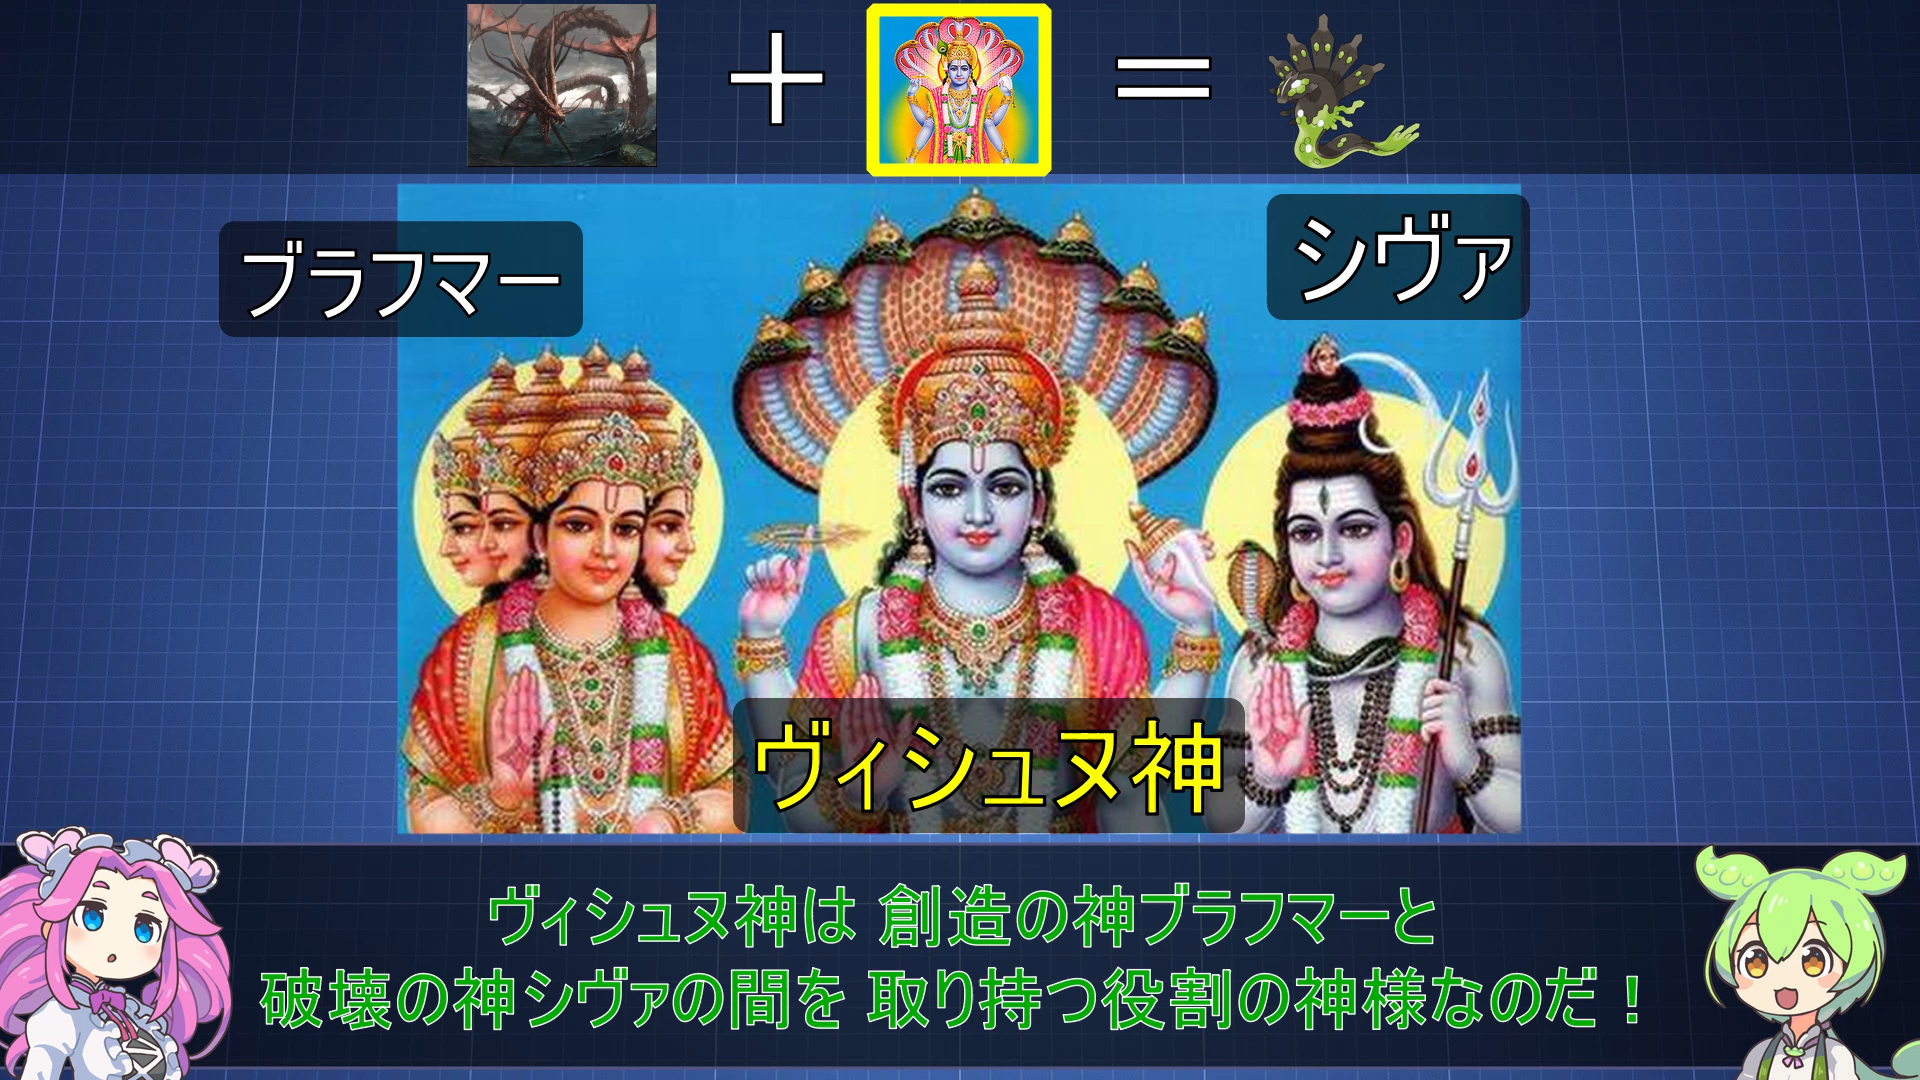 ＋
＝
ブラフマー
シヴァ
ヴィシュヌ神
ヴィシュヌ神は 創造の神ブラフマーと
破壊の神シヴァの間を 取り持つ役割の神様なのだ！